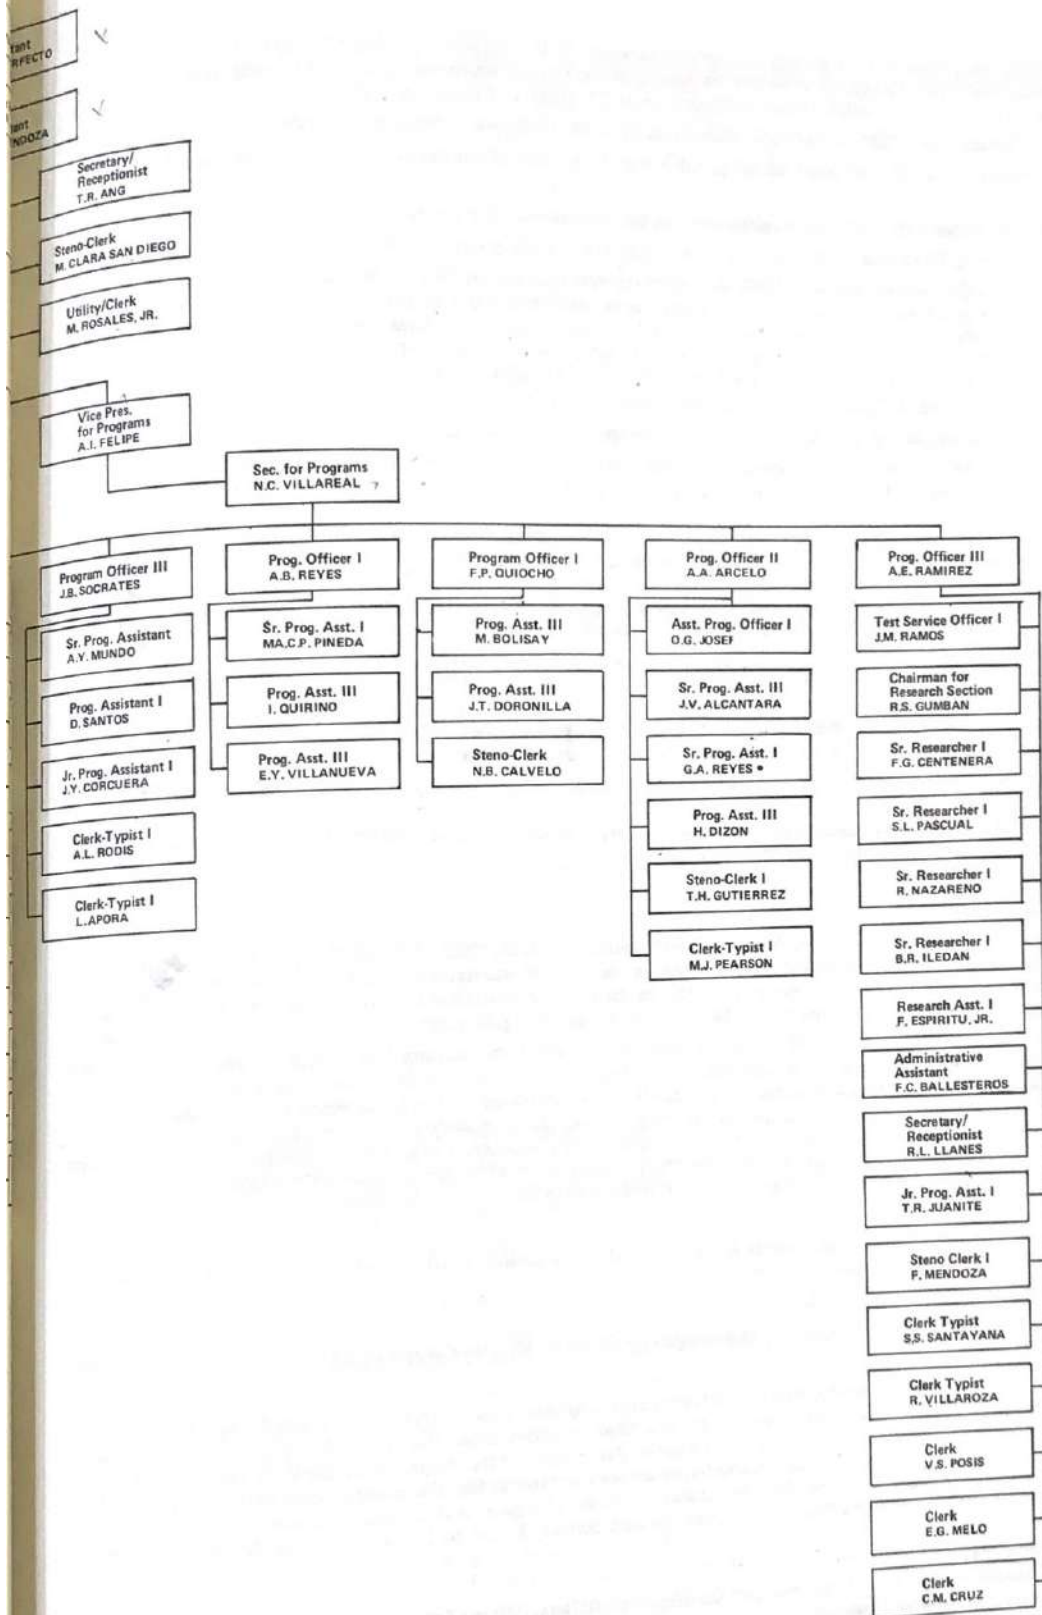 Secretary/
Receptionist
T.R. ANG
Steno-Clerk
M. CLARA SAN DIEGO
Utility/Clerk
M. ROSALES, JR.
Vice Pres.
for Programs
A.I. FELIPE
Sec. for Programs
N.C. VILLAREAL
Program Officer III
J.B. SOCRATES
Sr. Prog. Assistant
A.Y. MUNDO
Prog. Assistant I
D. SANTOS
Jr. Prog. Assistant I
J.Y. CORCUERA
Clerk-Typist I
A.L. RODIS
Clerk-Typist I
L. APORA
Prog. Officer I
A.B. REYES
Sr. Prog. Asst. I
MA.C.P. PINEDA
Prog. Asst. III
I. QUIRINO
Prog. Asst. III
E.Y. VILLANUEVA
Program Officer I
F.P. QUIOCHO
Prog. Asst. III
M. BOLISAY
Prog. Asst. III
J.T. DORONILLA
Steno-Clerk
N.B. CALVELO
Prog. Officer II
A.A. ARCELO
Asst. Prog. Officer I
O.G. JOSEF
Sr. Prog. Asst. III
J.V. ALCANTARA
Sr. Prog. Asst. I
G.A. REYES •
Prog. Asst. III
H. DIZON
Steno-Clerk I
T.H. GUTIERREZ
Clerk-Typist I
M.J. PEARSON
Prog. Officer III
A.E. RAMIREZ
Test Service Officer I
J.M. RAMOS
Chairman for
Research Section
R.S. GUMBAN
Sr. Researcher I
F.G. CENTENERA
Sr. Researcher I
S.L. PASCUAL
Sr. Researcher I
R. NAZARENO
Sr. Researcher I
B.R. ILEDAN
Research Asst. I
F. ESPIRITU, JR.
Administrative
Assistant
F.C. BALLESTEROS
Secretary/
Receptionist
R.L. LLANES
Jr. Prog. Asst. I
T.R. JUANITE
Steno Clerk I
F. MENDOZA
Clerk Typist
S.S. SANTAYANA
Clerk Typist
R. VILLAROZA
Clerk
V.S. POSIS
Clerk
E.G. MELO
Clerk
C.M. CRUZ